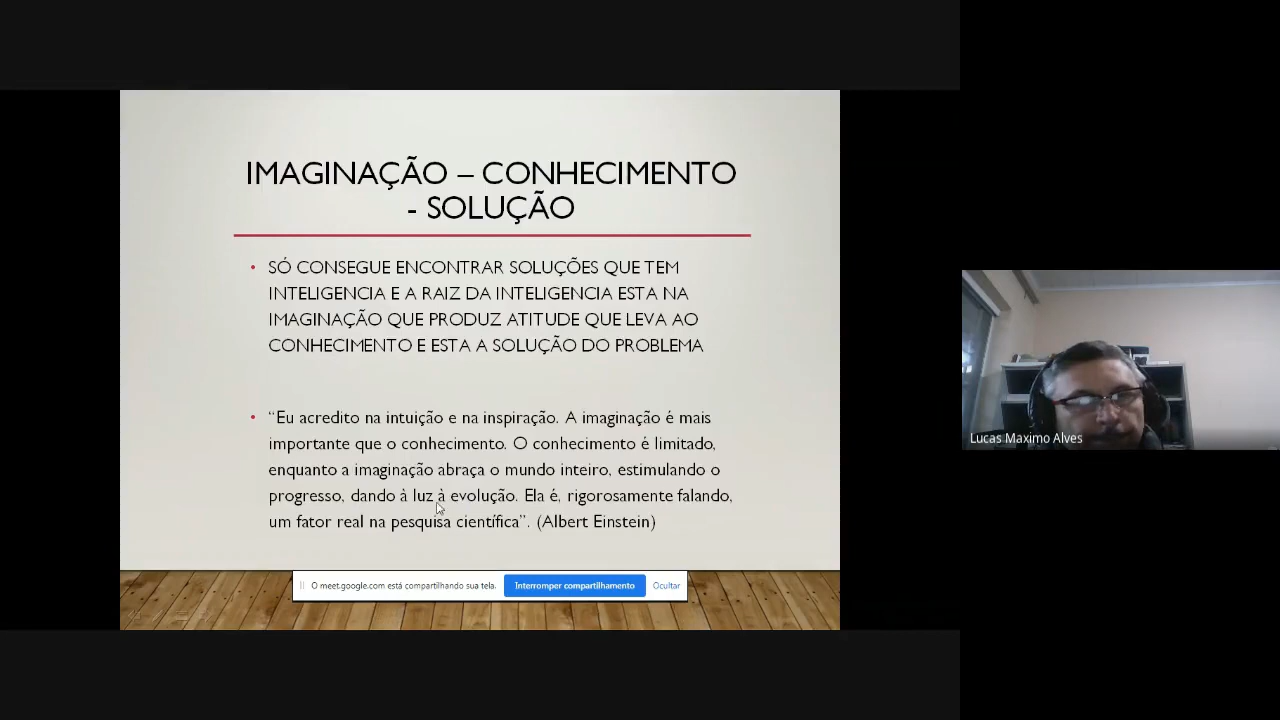 IMAGINAÇÃO – CONHECIMENTO
- SOLUÇÃO
• SÓ CONSEGUE ENCONTRAR SOLUÇÕES QUE TEM
INTELIGENCIA E A RAIZ DA INTELIGENCIA ESTA NA
IMAGINAÇÃO QUE PRODUZ ATITUDE QUE LEVA AO
CONHECIMENTO E ESTA A SOLUÇÃO DO PROBLEMA
• “Eu acredito na intuição e na inspiração. A imaginação é mais
importante que o conhecimento. O conhecimento é limitado,
enquanto a imaginação abraça o mundo inteiro, estimulando o
progresso, dando à luz à evolução. Ela é, rigorosamente falando,
um fator real na pesquisa científica”. (Albert Einstein)
O meet.google.com está compartilhando sua tela.
Interromper compartilhamento
Ocultar
Lucas Maximo Alves